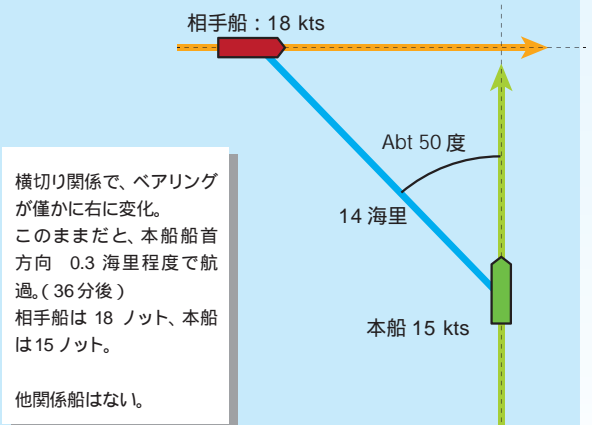 相手船：18 kts
Abt 50 度
14 海里
本船 15 kts
横切り関係で、ベアリング
が僅かに右に変化。
このままだと、本船船首
方向　0.3 海里程度で航
過。(36分後)
相手船は 18 ノット、本船
は15 ノット。

他関係船はない。